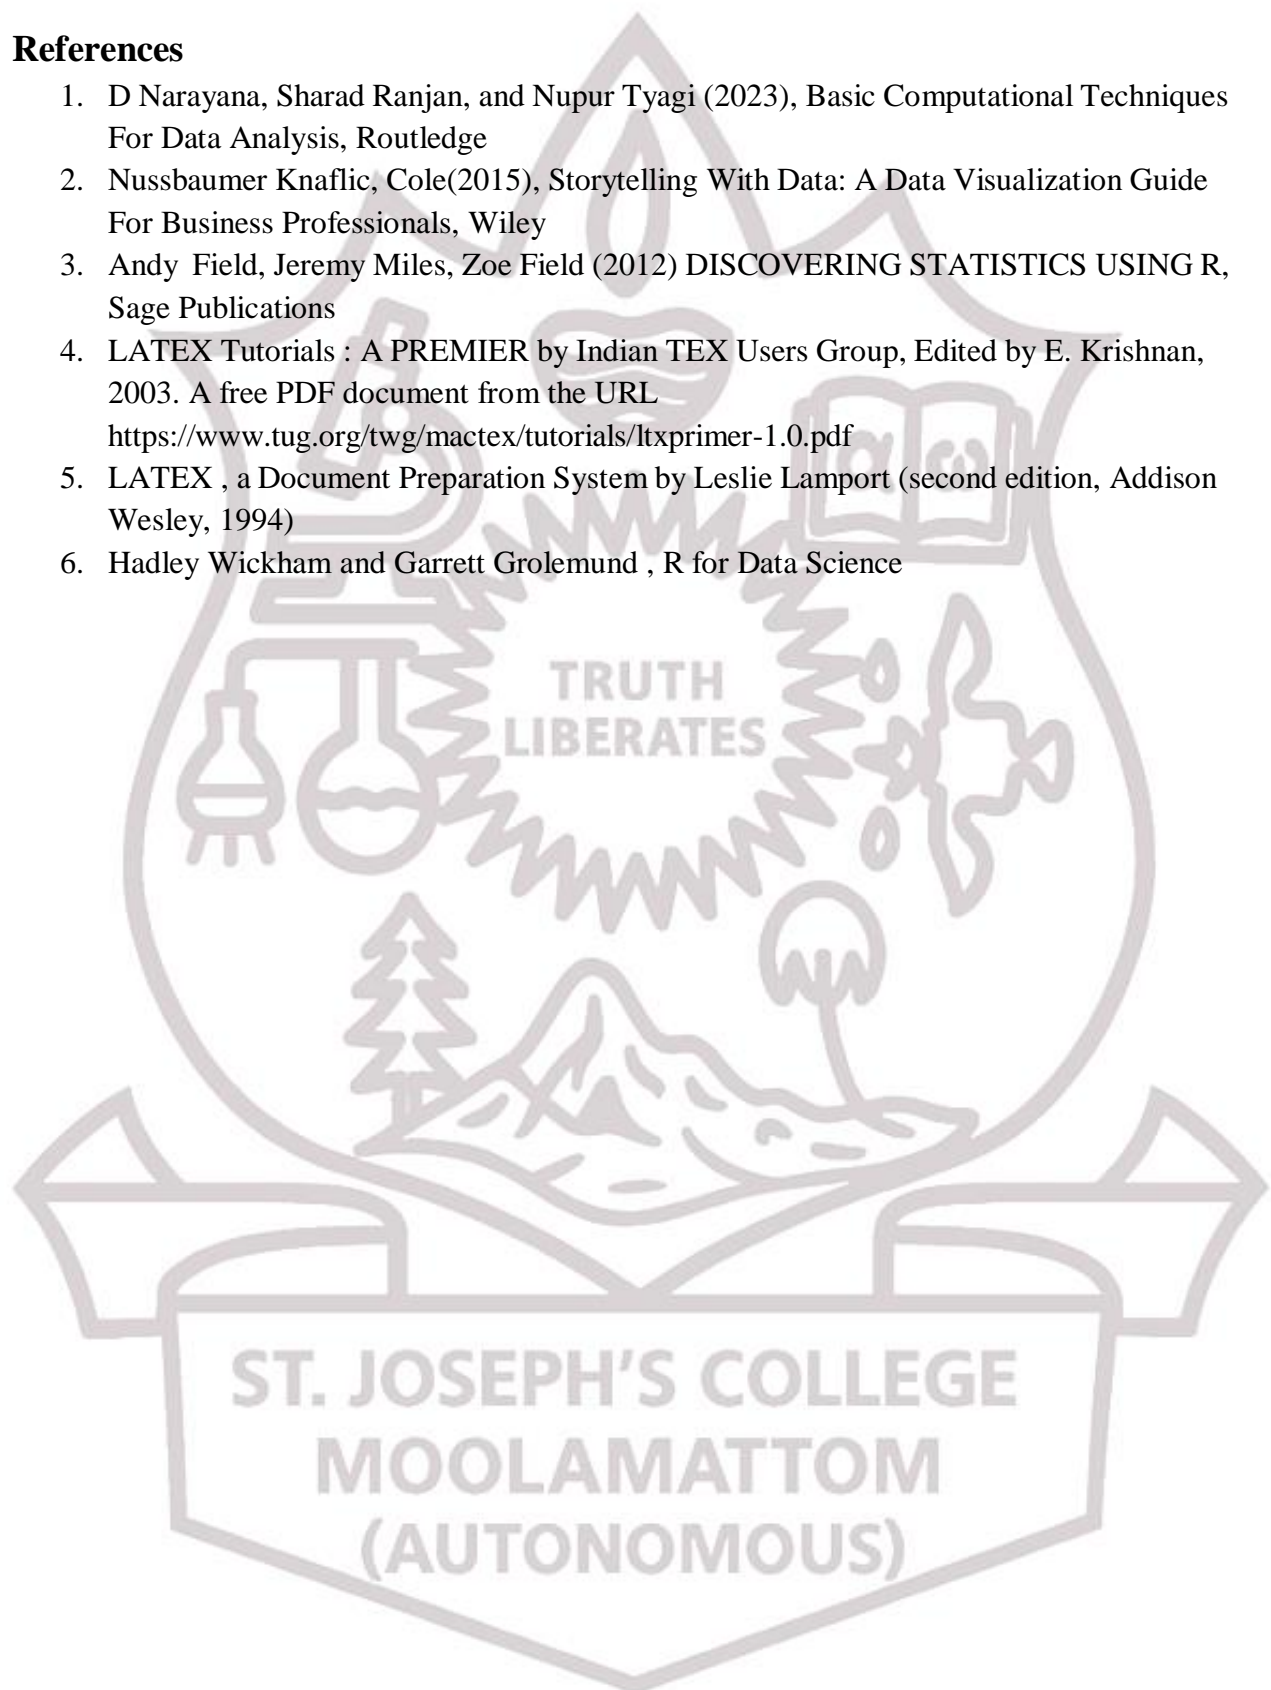 References
1. D Narayana, Sharad Ranjan, and Nupur Tyagi (2023), Basic Computational Techniques
For Data Analysis, Routledge
2. Nussbaumer Knaflic, Cole(2015), Storytelling With Data: A Data Visualization Guide
For Business Professionals, Wiley
3. Andy Field, Jeremy Miles, Zoe Field (2012) DISCOVERING STATISTICS USING R,
Sage Publications
4. LATEX Tutorials : A PREMIER by Indian TEX Users Group, Edited by E. Krishnan,
2003. A free PDF document from the URL
https://www.tug.org/twg/mactex/tutorials/ltxprimer-1.0.pdf
5. LATEX , a Document Preparation System by Leslie Lamport (second edition, Addison
Wesley, 1994)
6. Hadley Wickham and Garrett Grolemund , R for Data Science
α ω
TRUTH
LIBERATES
ST. JOSEPH'S COLLEGE
MOOLAMATTOM
(AUTONOMOUS)